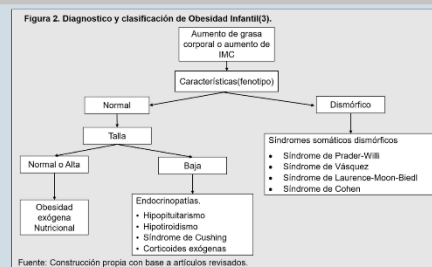 Figura 2. Diagnostico y clasificación de Obesidad Infantil(3).
Aumento de grasa
corporal o aumento de
IMC
Características(fenotipo)
Normal
Dismórfico
Talla
Normal o Alta
Baja
Síndromes somáticos dismórficos
• Síndrome de Prader-Willi
• Síndrome de Vásquez
• Síndrome de Laurence-Moon-Biedl
• Síndrome de Cohen
Obesidad
exógena
Nutricional
Endocrinopatías.
• Hipopituitarismo
• Hipotiroidismo
• Síndrome de Cushing
• Corticoides exógenas
Fuente: Construcción propia con base a artículos revisados.